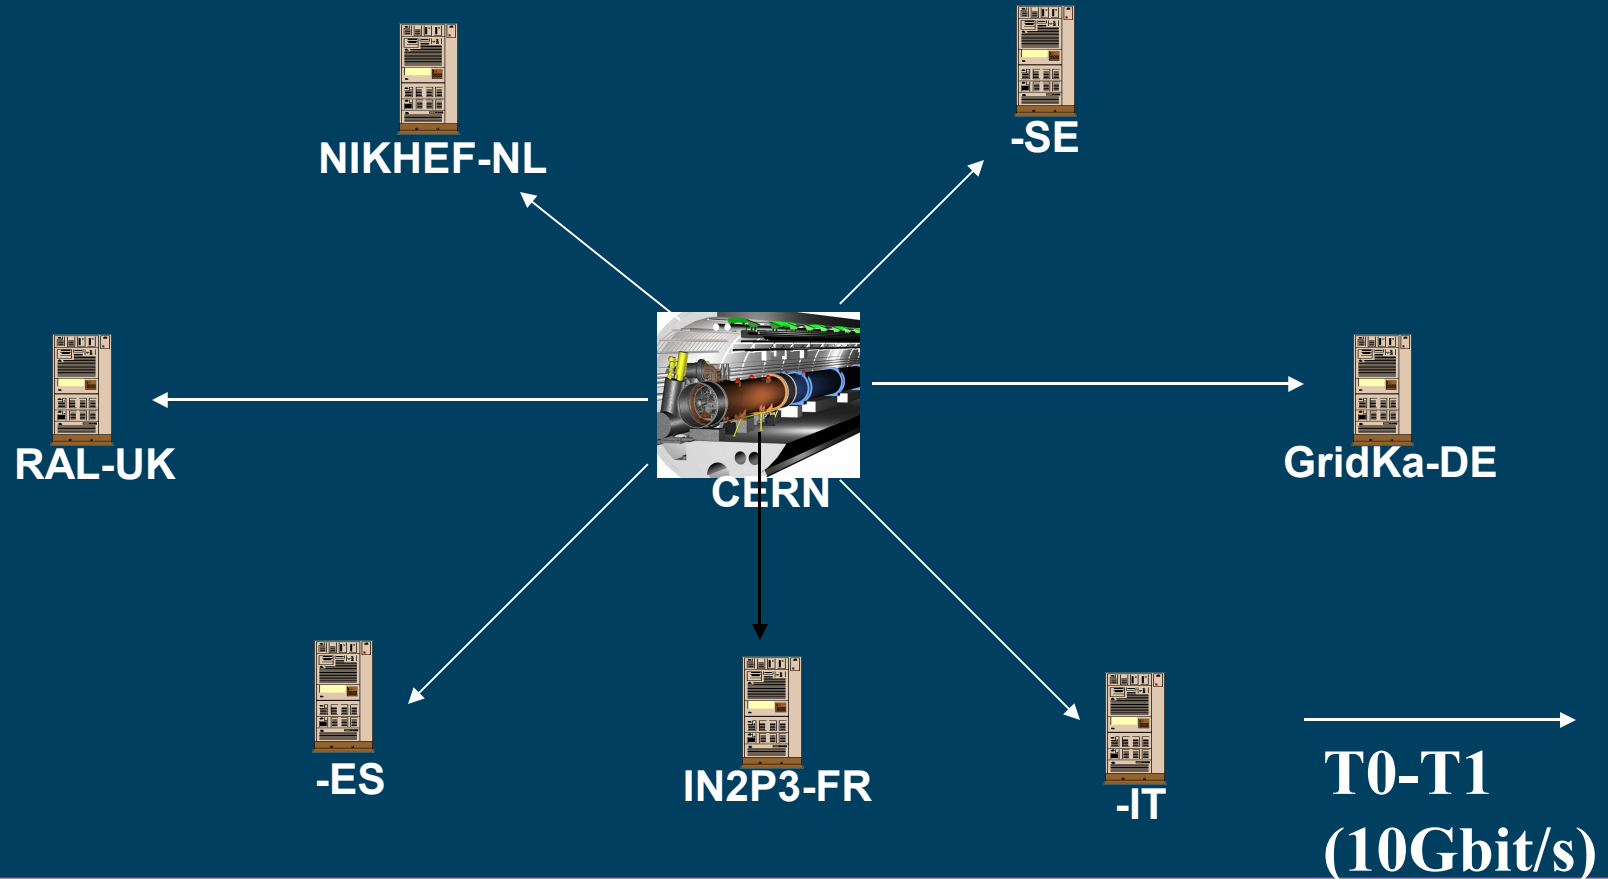 -SE
NIKHEF-NL
RAL-UK
GridKa-DE
CERN
-ES
IN2P3-FR
-IT
T0-T1
(10Gbit/s)